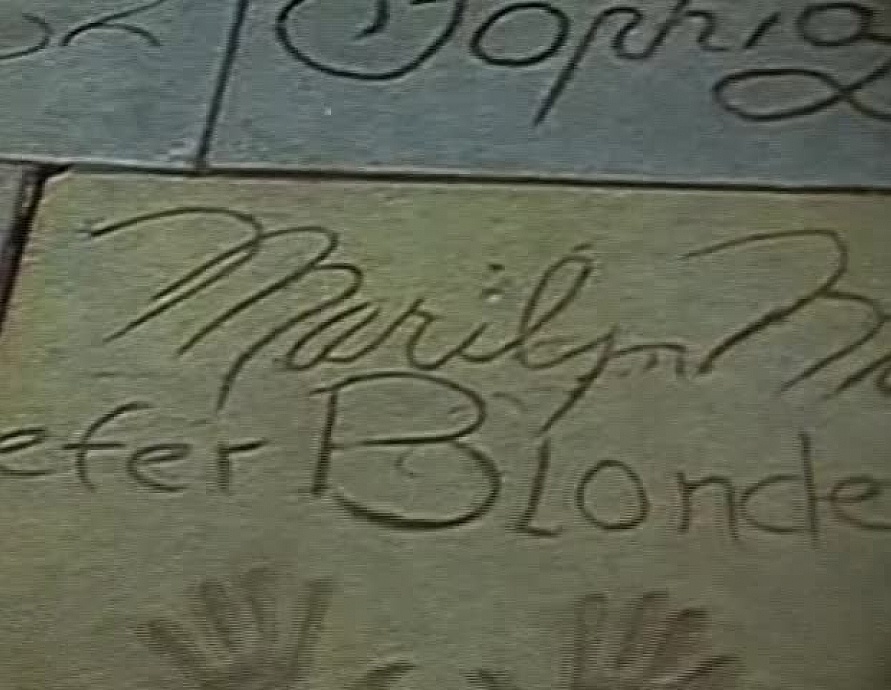 Sophia
Marilyn M
efer Blonde